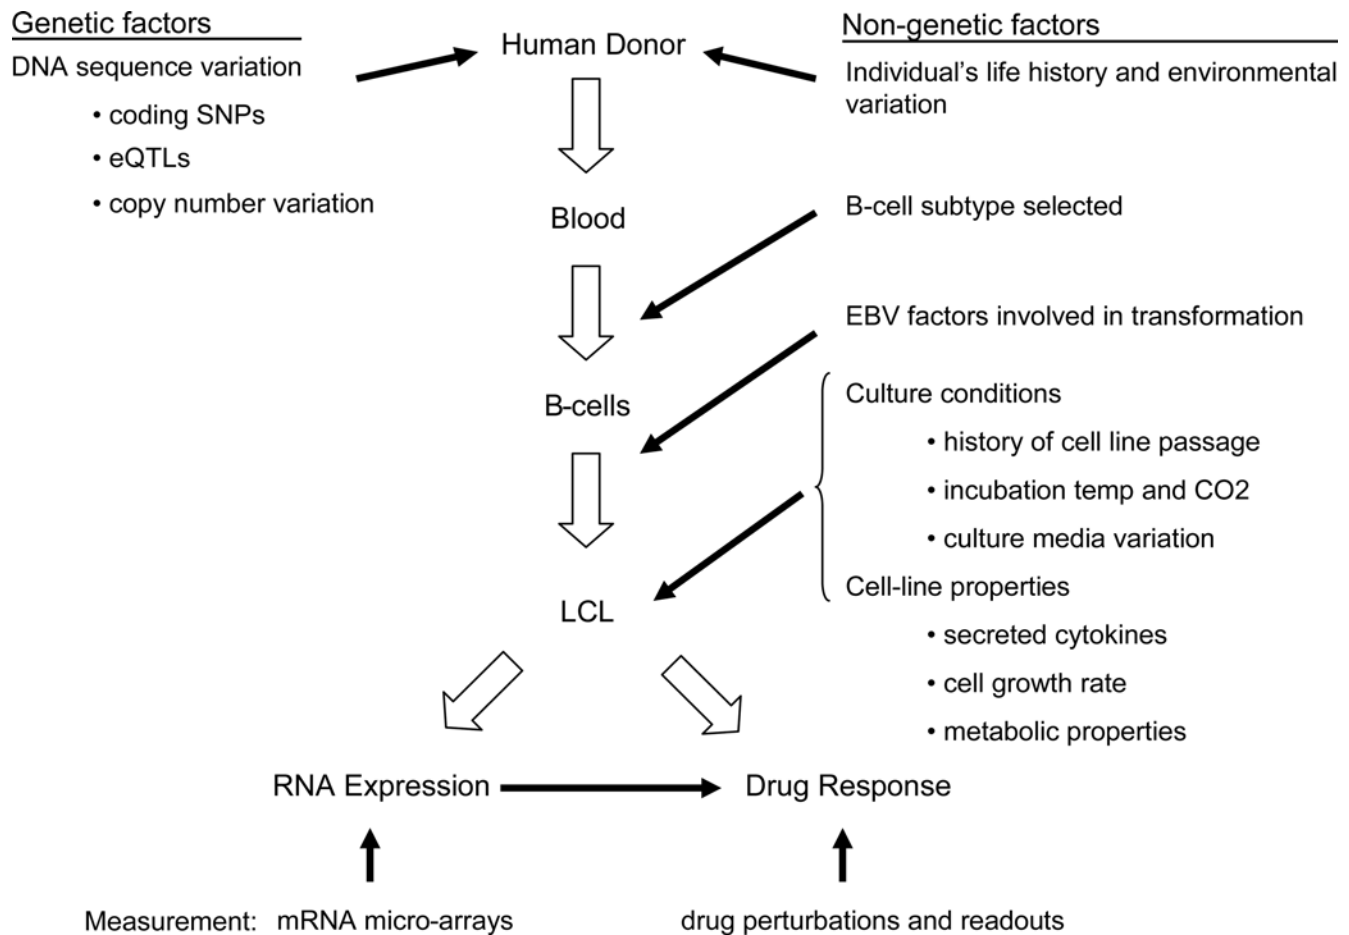 Genetic factors
DNA sequence variation
• coding SNPs
• eQTLs
• copy number variation
Human Donor
Blood
B-cells
LCL
Non-genetic factors
Individual's life history and environmental
variation
B-cell subtype selected
EBV factors involved in transformation
Culture conditions
• history of cell line passage
• incubation temp and CO2
• culture media variation
Cell-line properties
• secreted cytokines
• cell growth rate
• metabolic properties
RNA Expression
Drug Response
Measurement: mRNA micro-arrays
drug perturbations and readouts